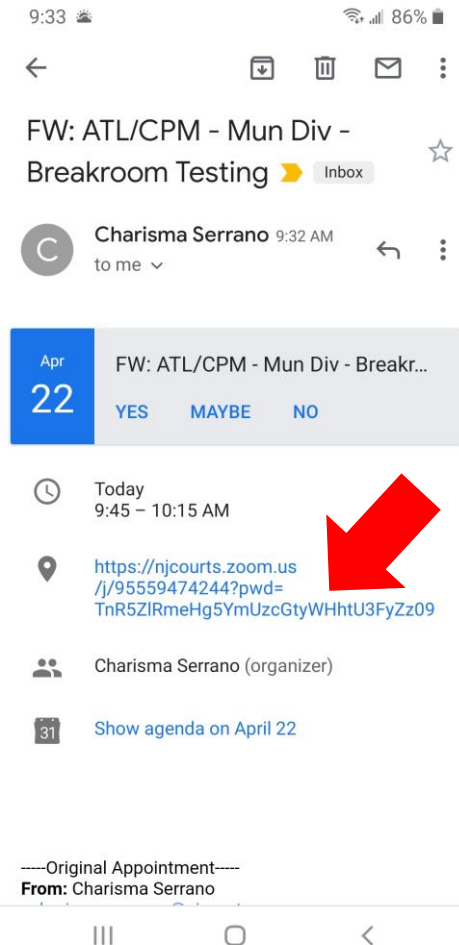 9:33 86%
FW: ATL/CPM - Mun Div -
Breakroom Testing Inbox
C
Charisma Serrano 9:32 AM
to me
Apr
22
FW: ATL/CPM - Mun Div - Breakr...
YES MAYBE NO
Today
9:45 – 10:15 AM
https://njcourts.zoom.us
/j/95559474244?pwd=
TnR5ZlRmeHg5YmUzcGtyWHhtU3FyZz09
Charisma Serrano (organizer)
31
Show agenda on April 22
-----Original Appointment-----
From: Charisma Serrano